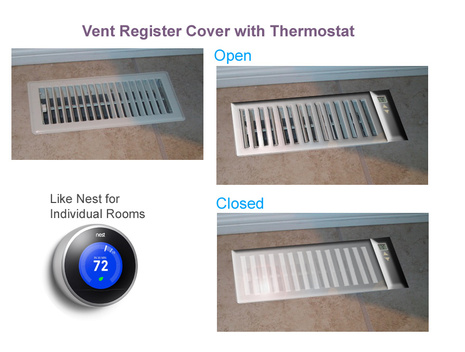 Vent Register Cover with Thermostat
Open
Like Nest for
Individual Rooms
nest
72
Closed